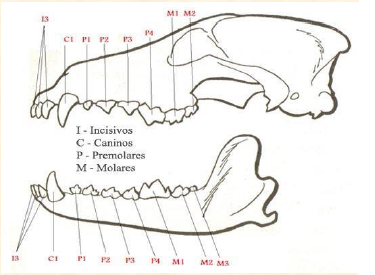 M1 M2
I3 C1 P1 P2 P3 P4
I - Incisivos
C - Caninos
P - Premolares
M - Molares
I3 C1 P1 P2 P3 P4 M1 M2 M3